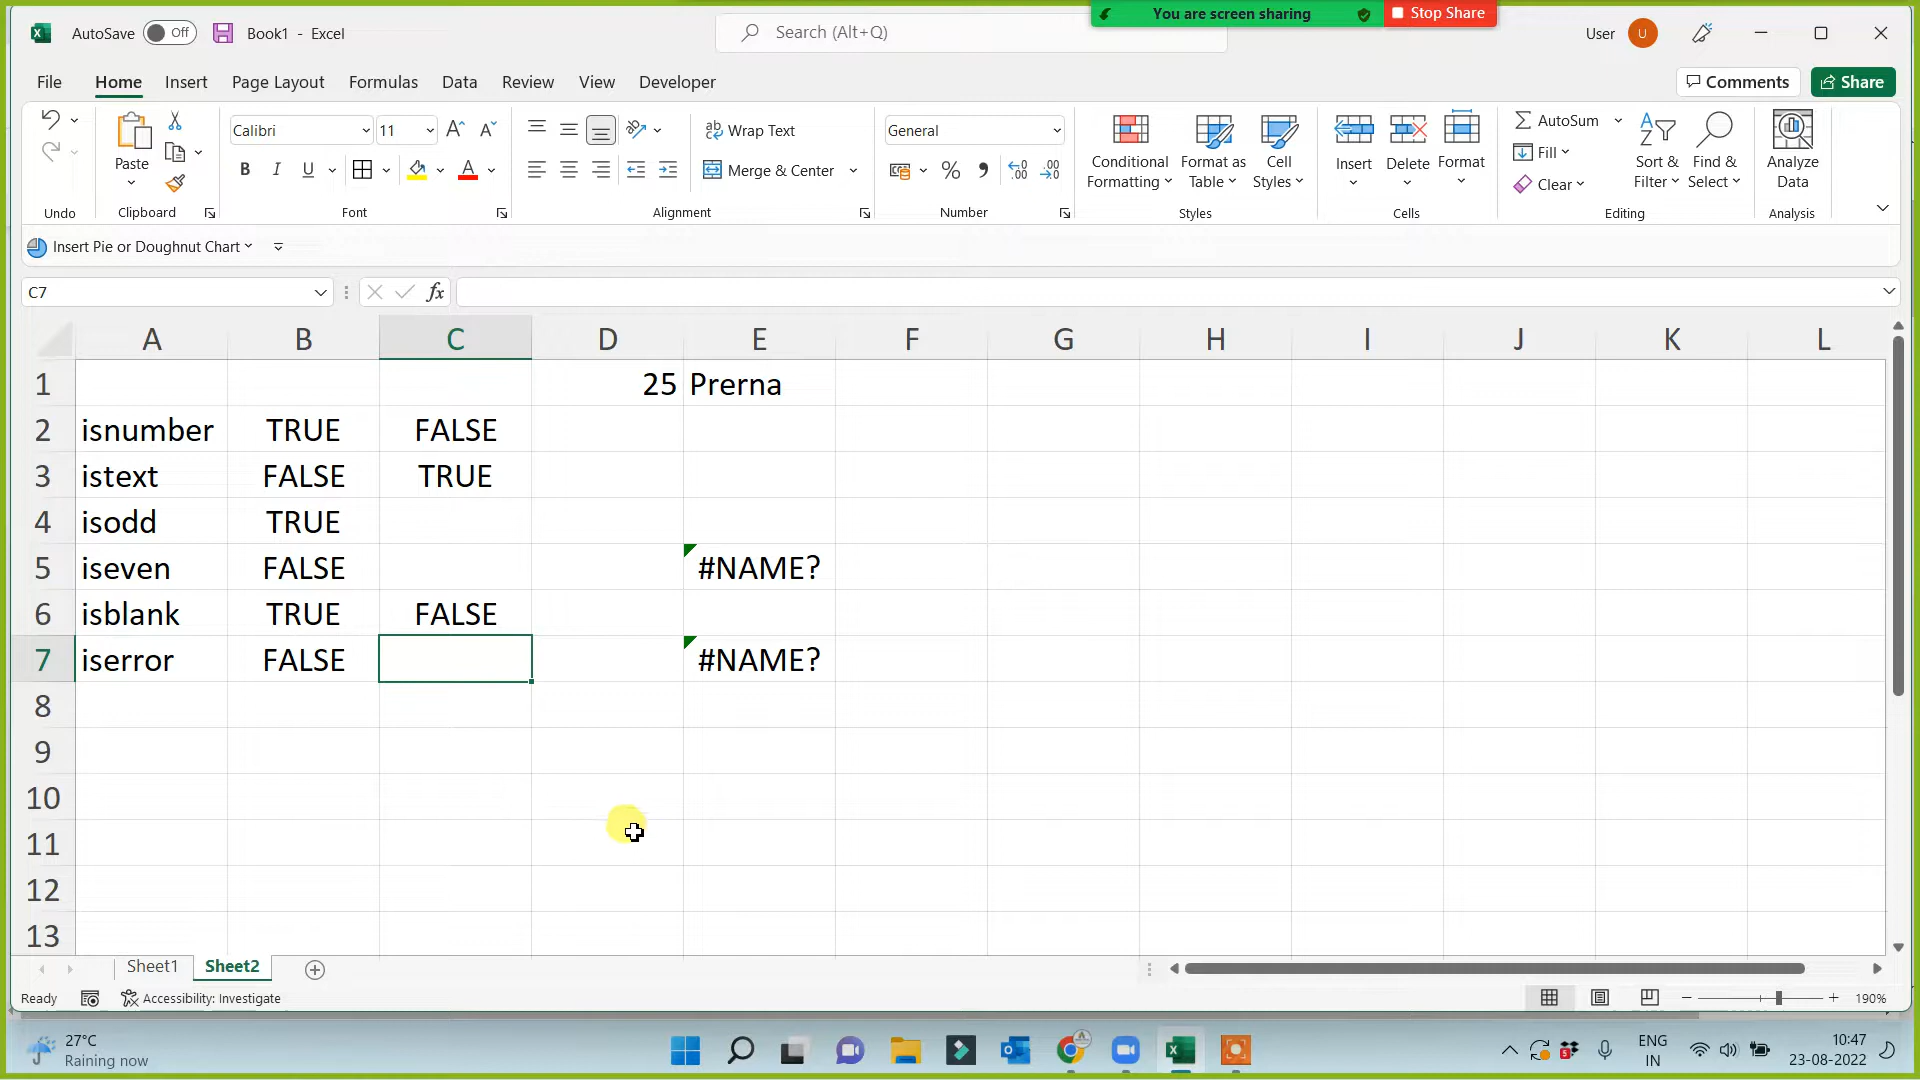 You are screen sharing
Stop Share
AutoSave Off Book1 - Excel
Search (Alt+Q)
User U
File Home Insert Page Layout Formulas Data Review View Developer
Comments Share
Paste
Calibri 11
B I U A
Wrap Text
Merge & Center
General
% 9
Conditional Formatting
Format as Table
Cell Styles
Insert Delete Format
AutoSum
Fill
Clear
Sort & Filter
Find & Select
Analyze Data
Undo Clipboard Font Alignment Number Styles Cells Editing Analysis
Insert Pie or Doughnut Chart
C7 fx
A B C D E F G H I J K L
1 25 Prerna
2 isnumber TRUE FALSE
3 istext FALSE TRUE
4 isodd TRUE
5 iseven FALSE #NAME?
6 isblank TRUE FALSE
7 iserror FALSE #NAME?
8
9
10
11
12
13
Sheet1 Sheet2
Ready Accessibility: Investigate 190%
27°C
Raining now
ENG
IN
10:47
23-08-2022